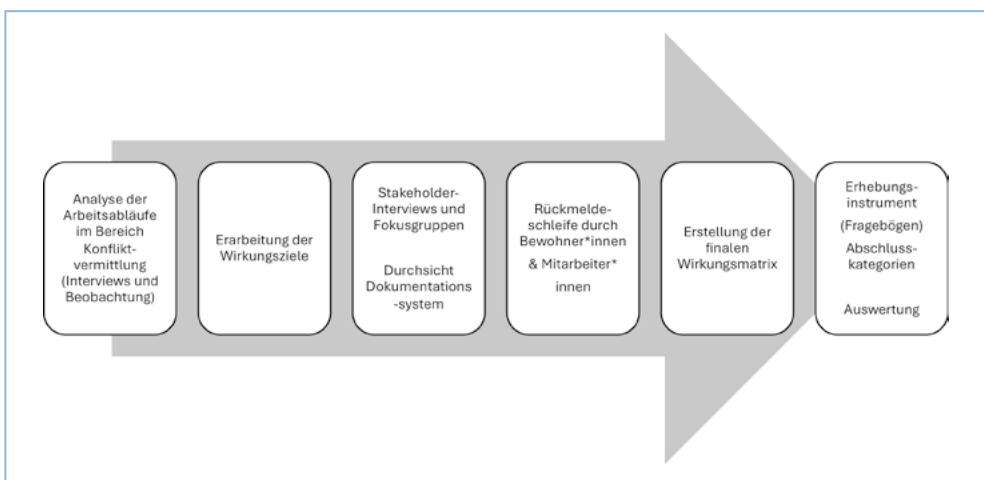 Analyse der
Arbeitsabläufe
im Bereich
Konflikt-
vermittlung
(Interviews und
Beobachtung)
Erarbeitung der
Wirkungsziele
Stakeholder-
Interviews und
Fokusgruppen
Durchsicht
Dokumentations
-system
Rückmelde-
schleife durch
Bewohner*innen
& Mitarbeiter*
innen
Erstellung der
finalen
Wirkungsmatrix
Erhebungs-
instrument
(Fragebögen)
Abschluss-
kategorien
Auswertung